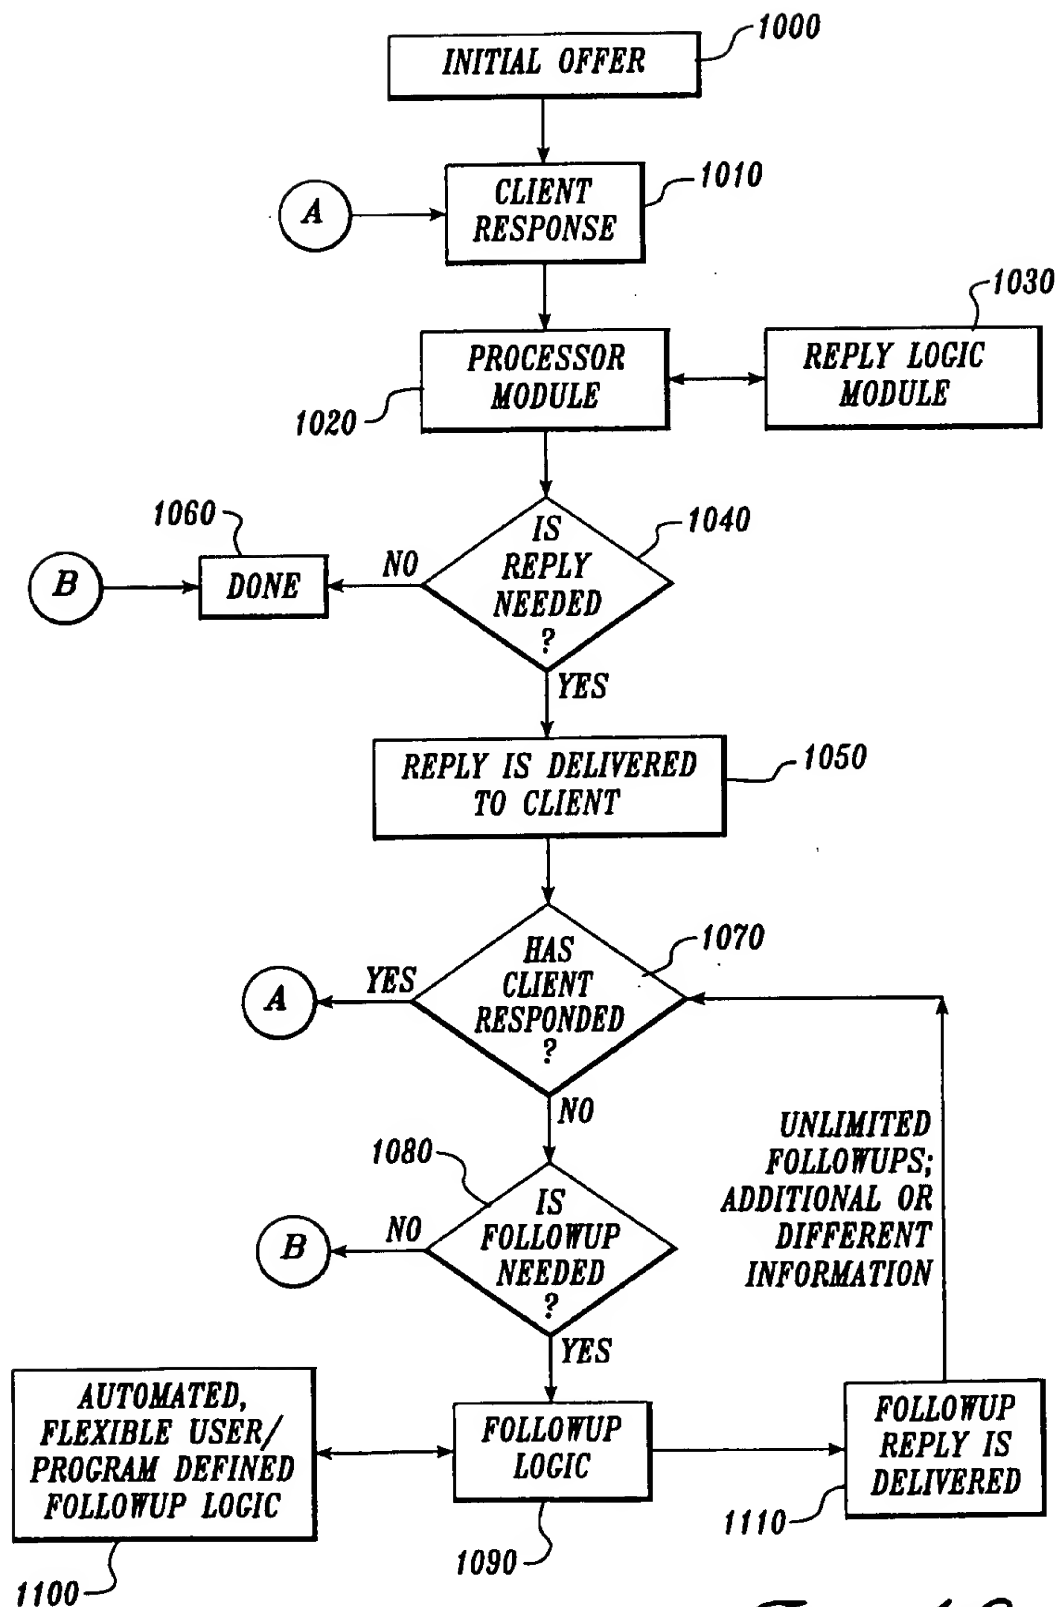 1000
INITIAL OFFER
1010
CLIENT
RESPONSE
A
1030
PROCESSOR
MODULE
REPLY LOGIC
MODULE
1020
1060
1040
IS
REPLY
NEEDED
?
NO
B
DONE
YES
1050
REPLY IS DELIVERED
TO CLIENT
1070
HAS
CLIENT
RESPONDED
?
YES
A
NO
UNLIMITED
FOLLOWUPS;
ADDITIONAL OR
DIFFERENT
INFORMATION
1080
IS
FOLLOWUP
NEEDED
?
NO
B
YES
AUTOMATED,
FLEXIBLE USER/
PROGRAM DEFINED
FOLLOWUP LOGIC
FOLLOWUP
LOGIC
FOLLOWUP
REPLY IS
DELIVERED
1110
1090
1100